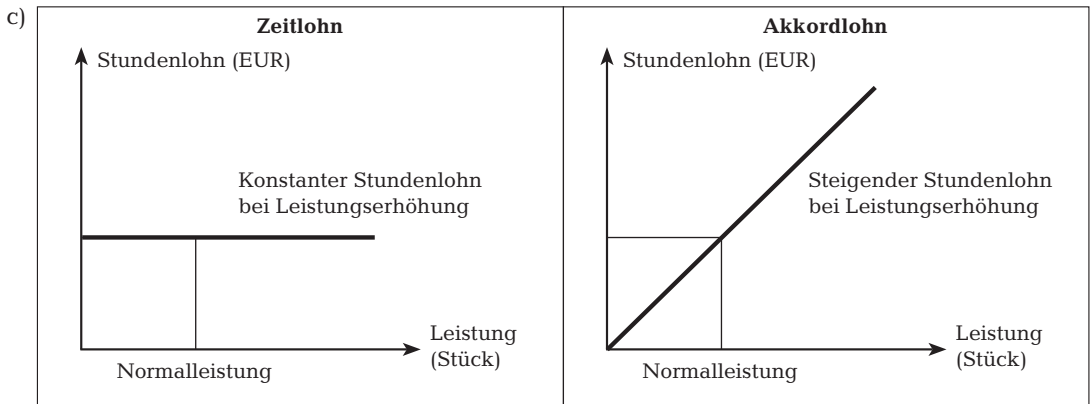 c)
Zeitlohn
Stundenlohn (EUR)
Konstanter Stundenlohn
bei Leistungserhöhung
Leistung
(Stück)
Normalleistung
Akkordlohn
Stundenlohn (EUR)
Steigender Stundenlohn
bei Leistungserhöhung
Leistung
(Stück)
Normalleistung